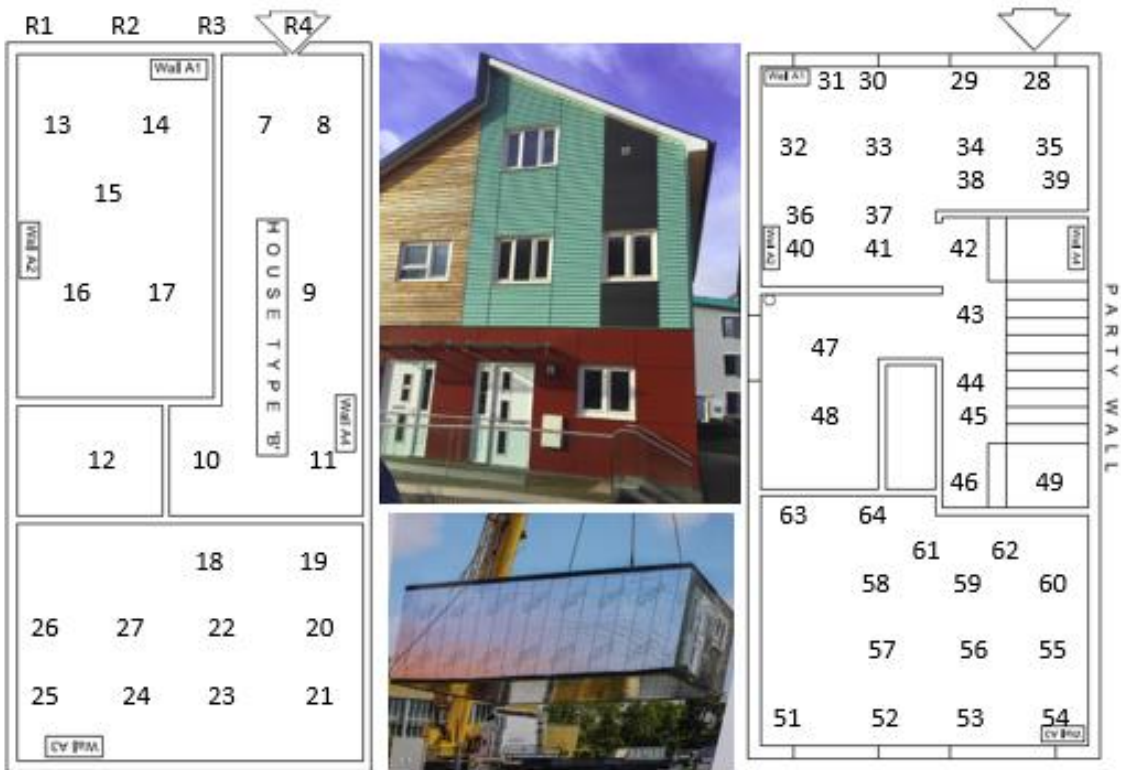 R1 R2 R3 R4
Wall A1
13 14 7 8
15
Wall A2
16 17 9
HOUSE TYPE 'B'
Wall A4
12 10 11
18 19
26 27 22 20
25 24 23 21
Wall A3
Wall A1 31 30 29 28
32 33 34 35
38 39
36 37
Wall A2 40 41 42 Wall A4
43
47
44
48 45
46 49
PARTY WALL
63 64
61 62
58 59 60
57 56 55
51 52 53 54
Wall A3